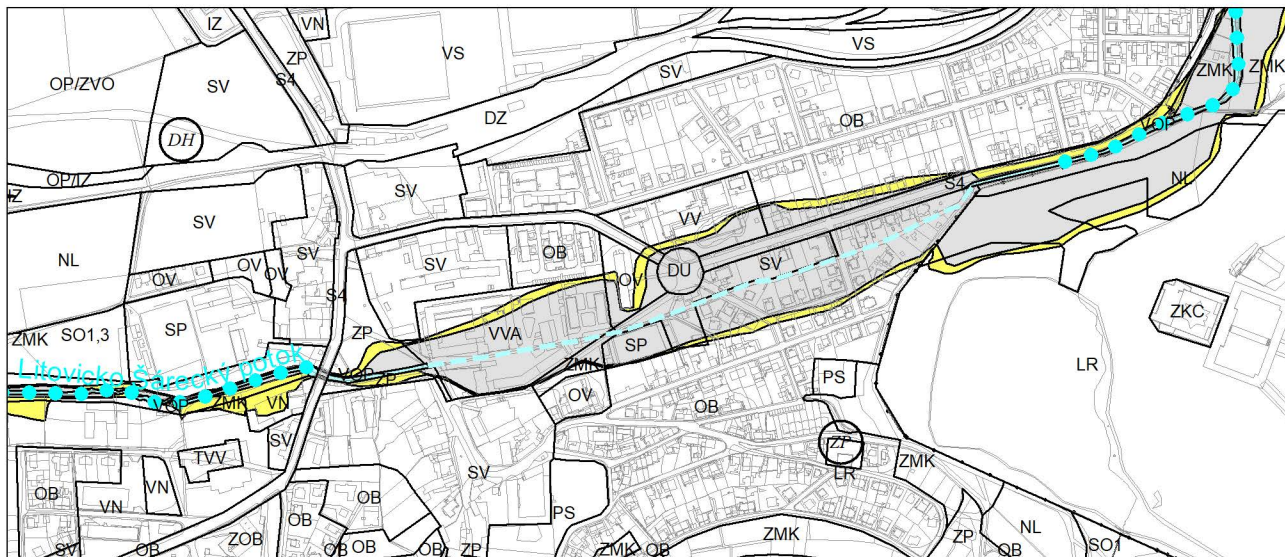 IZ
VN
ZP
VS
VS
OP/ZVO
SV
S4
SV
DZ
ZMK
ZMK
DH
OB
VOP
OP/IZ
IZ
SV
SV
S4
NL
VV
NL
SV
OV
OV
OV
SV
OB
OV
DU
SV
S4
VVA
ZKC
ZMK
SO1,3
SP
ZP
SP
LR
Litovicko Šárecký potok
VOP
ZP
ZMK
PS
VOP
ZMK
VN
OV
OB
SV
TVV
SV
ZP
LR
ZMK
OB
VN
VN
OB
PS
SV
OB
ZOB
OB
OB
OB
ZP
ZMK
OB
ZMK
ZP
NL
OB
SO1